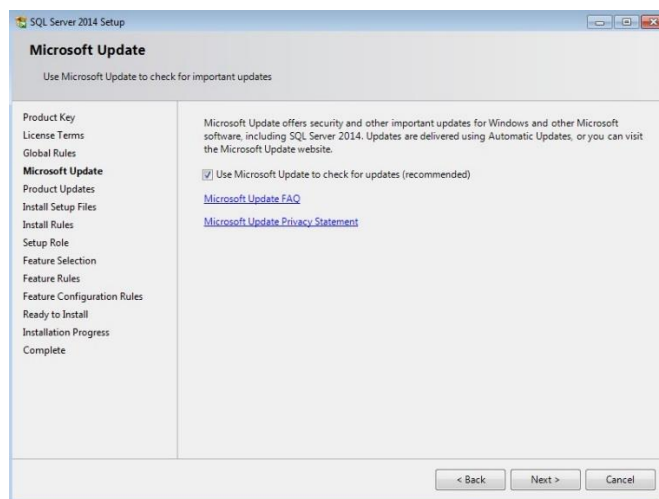 SQL Server 2014 Setup
Microsoft Update
Use Microsoft Update to check for important updates
Product Key
License Terms
Global Rules
Microsoft Update
Product Updates
Install Setup Files
Install Rules
Setup Role
Feature Selection
Feature Rules
Feature Configuration Rules
Ready to Install
Installation Progress
Complete
Microsoft Update offers security and other important updates for Windows and other Microsoft
software, including SQL Server 2014. Updates are delivered using Automatic Updates, or you can visit
the Microsoft Update website.
Use Microsoft Update to check for updates (recommended)
Microsoft Update FAQ
Microsoft Update Privacy Statement
< Back
Next >
Cancel